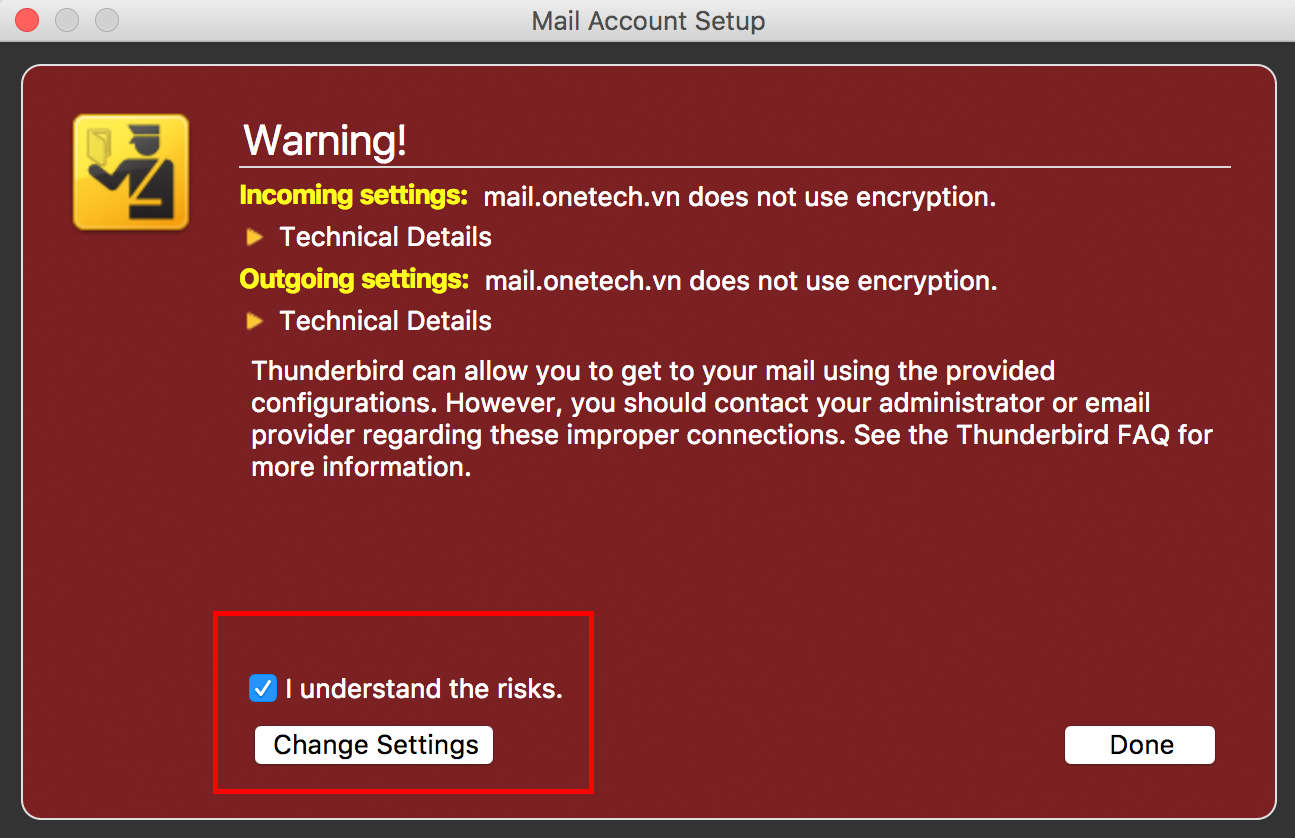 Mail Account Setup
Warning!
Incoming settings: mail.onetech.vn does not use encryption.
Technical Details
Outgoing settings: mail.onetech.vn does not use encryption.
Technical Details
Thunderbird can allow you to get to your mail using the provided
configurations. However, you should contact your administrator or email
provider regarding these improper connections. See the Thunderbird FAQ for
more information.
I understand the risks.
Change Settings
Done